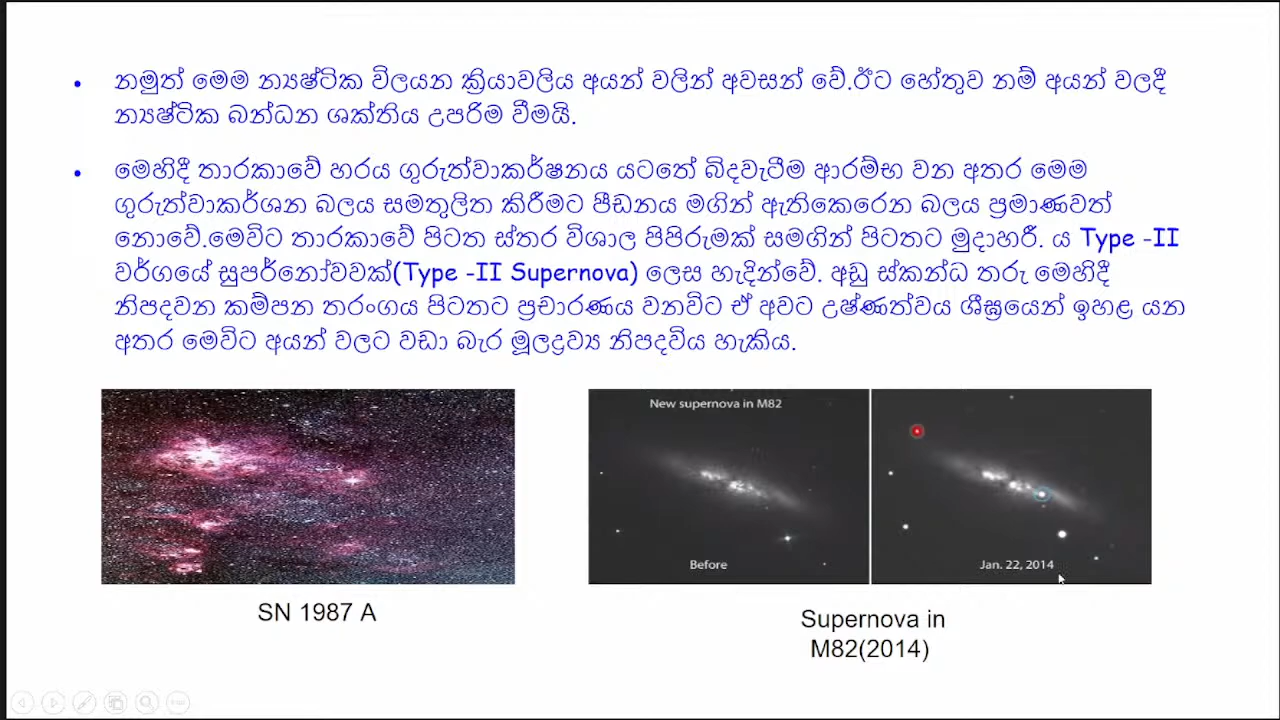 • නමුත් මෙම න්‍යෂ්ටික විලයන ක්‍රියාවලිය අයන් වලින් අවසන් වේ.ඊට හේතුව නම් අයන් වලදී
න්‍යෂ්ටික බන්ධන ශක්තිය උපරිම වීමයි.
• මෙහිදී තාරකාවේ හරය ගුරුත්වාකර්ෂනය යටතේ බිඳවැටීම ආරම්භ වන අතර මෙම
ගුරුත්වාකර්ශන බලය සමතුලිත කිරීමට පීඩනය මගින් ඇතිකෙරෙන බලය ප්‍රමාණවත්
නොවේ.මෙවිට තාරකාවේ පිටත ස්තර විශාල පිපිරුමක් සමගින් පිටතට මුදාහරී. ය Type -II
වර්ගයේ සුපර්නෝවවක්(Type -II Supernova) ලෙස හැදින්වේ. අඩු ස්කන්ධ තරු මෙහිදී
නිපදවන කම්පන තරංගය පිටතට ප්‍රචාරණය වනවිට ඒ අවට උෂ්ණත්වය ශීඝ්‍රයෙන් ඉහළ යන
අතර මෙවිට අයන් වලට වඩා බැර මූලද්‍රව්‍ය නිපදවිය හැකිය.
New supernova in M82
Before
Jan. 22, 2014
SN 1987 A
Supernova in
M82(2014)